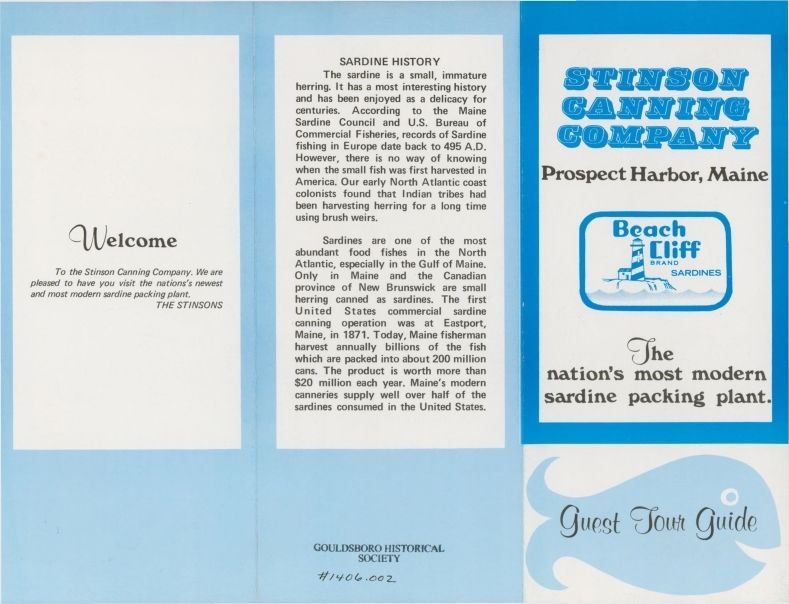 Welcome
To the Stinson Canning Company. We are
pleased to have you visit the nation's newest
and most modern sardine packing plant.
THE STINSONS
SARDINE HISTORY
The sardine is a small, immature
herring. It has a most interesting history
and has been enjoyed as a delicacy for
centuries. According to the Maine
Sardine Council and U.S. Bureau of
Commercial Fisheries, records of Sardine
fishing in Europe date back to 495 A.D.
However, there is no way of knowing
when the small fish was first harvested in
America. Our early North Atlantic coast
colonists found that Indian tribes had
been harvesting herring for a long time
using brush weirs.
Sardines are one of the most
abundant food fishes in the North
Atlantic, especially in the Gulf of Maine.
Only in Maine and the Canadian
province of New Brunswick are small
herring canned as sardines. The first
United States commercial sardine
canning operation was at Eastport,
Maine, in 1871. Today, Maine fisherman
harvest annually billions of the fish
which are packed into about 200 million
cans. The product is worth more than
$20 million each year. Maine's modern
canneries supply well over half of the
sardines consumed in the United States.
GOULDSBORO HISTORICAL
SOCIETY
#1406.002
STINSON
CANNING
COMPANY
Prospect Harbor, Maine
Beach
Cliff
BRAND
SARDINES
The
nation's most modern
sardine packing plant.
Guest Tour Guide